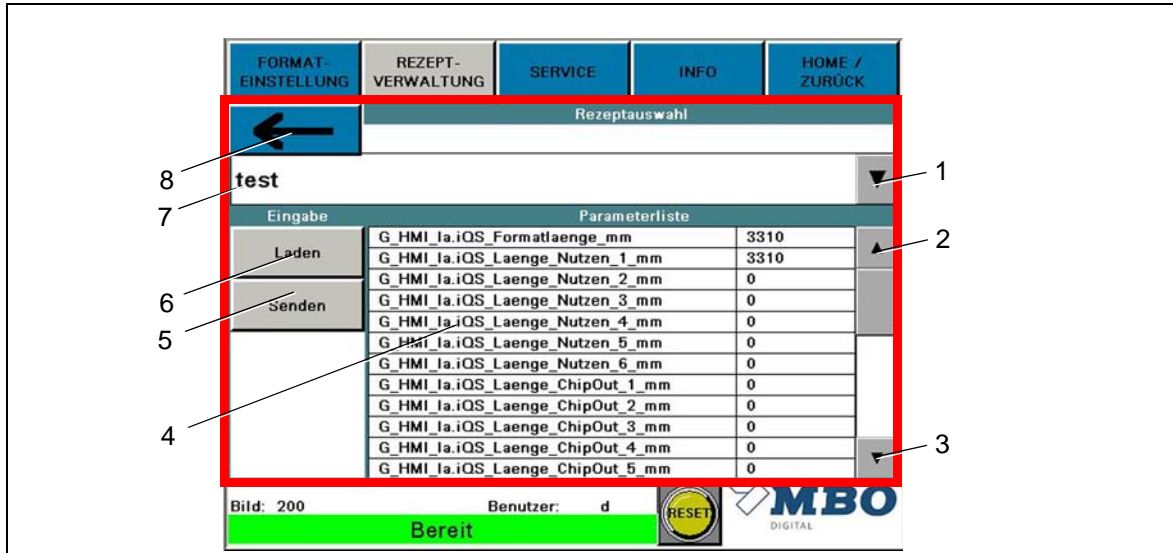 FORMAT-
EINSTELLUNG
REZEPT-
VERWALTUNG
SERVICE
INFO
HOME /
ZURÜCK
Rezeptauswahl
8
test
1
7
Eingabe
Parameterliste
Laden
G_HMI_Ia.iQS_Formatlaenge_mm 3310
2
G_HMI_Ia.iQS_Laenge_Nutzen_1_mm 3310
G_HMI_Ia.iQS_Laenge_Nutzen_2_mm 0
6
Senden
G_HMI_Ia.iQS_Laenge_Nutzen_3_mm 0
G_HMI_Ia.iQS_Laenge_Nutzen_4_mm 0
5
G_HMI_Ia.iQS_Laenge_Nutzen_5_mm 0
G_HMI_Ia.iQS_Laenge_Nutzen_6_mm 0
G_HMI_Ia.iQS_Laenge_ChipOut_1_mm 0
G_HMI_Ia.iQS_Laenge_ChipOut_2_mm 0
4
G_HMI_Ia.iQS_Laenge_ChipOut_3_mm 0
G_HMI_Ia.iQS_Laenge_ChipOut_4_mm 0
3
G_HMI_Ia.iQS_Laenge_ChipOut_5_mm 0
Bild: 200 Benutzer: d
RESET
MBO
DIGITAL
Bereit